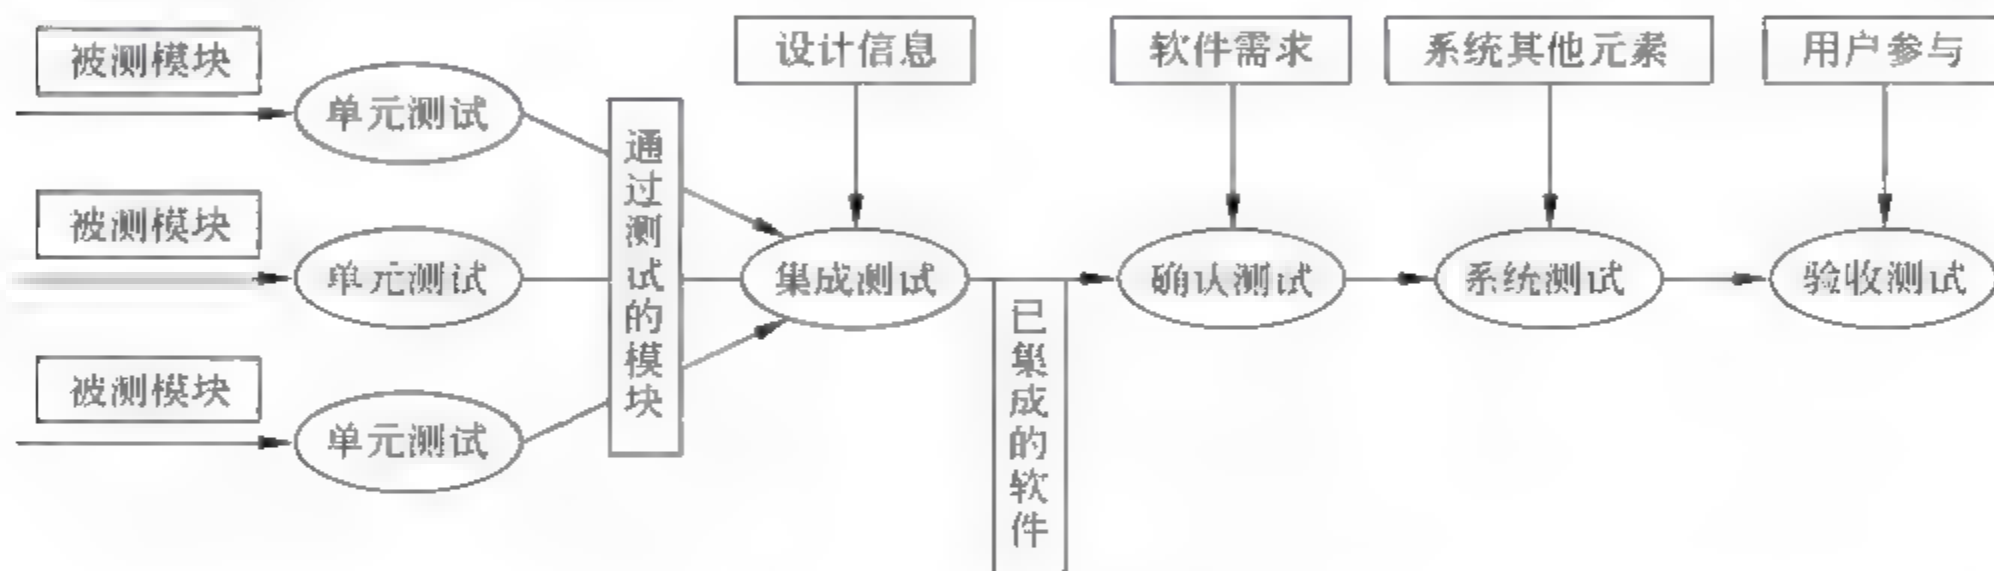 被测模块
单元测试
被测模块
单元测试
被测模块
单元测试
通过测试的模块
设计信息
集成测试
已集成的软件
软件需求
确认测试
系统其他元素
系统测试
用户参与
验收测试